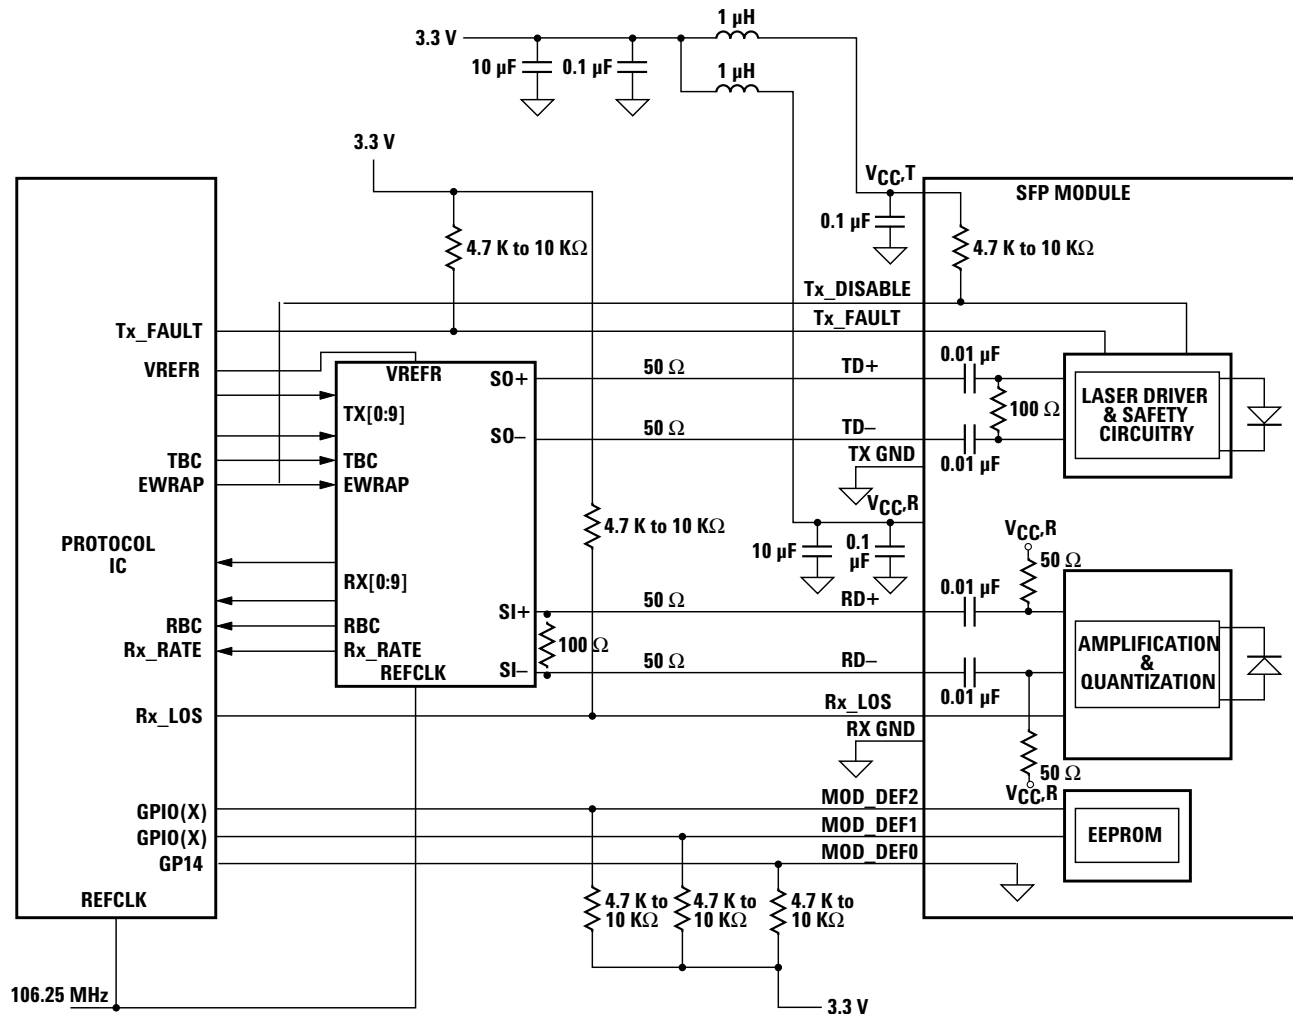 1 µH
3.3 V
10 µF
0.1 µF
1 µH
3.3 V
V_CC,T
SFP MODULE
0.1 µF
4.7 K to 10 KΩ
4.7 K to 10 KΩ
Tx_DISABLE
Tx_FAULT
Tx_FAULT
VREFR
VREFR
SO+
50 Ω
TD+
0.01 µF
TX[0:9]
100 Ω
LASER DRIVER
& SAFETY
CIRCUITRY
SO–
50 Ω
TD–
0.01 µF
TX GND
TBC
TBC
EWRAP
EWRAP
V_CC,R
4.7 K to 10 KΩ
10 µF
0.1
µF
V_CC,R
50 Ω
PROTOCOL
IC
RX[0:9]
SI+
50 Ω
RD+
0.01 µF
RBC
RBC
100 Ω
Rx_RATE
Rx_RATE
SI–
50 Ω
RD–
0.01 µF
AMPLIFICATION
&
QUANTIZATION
REFCLK
Rx_LOS
Rx_LOS
RX GND
50 Ω
V_CC,R
GPIO(X)
MOD_DEF2
GPIO(X)
MOD_DEF1
EEPROM
GP14
MOD_DEF0
REFCLK
4.7 K to
10 KΩ
4.7 K to
10 KΩ
4.7 K to
10 KΩ
106.25 MHz
3.3 V